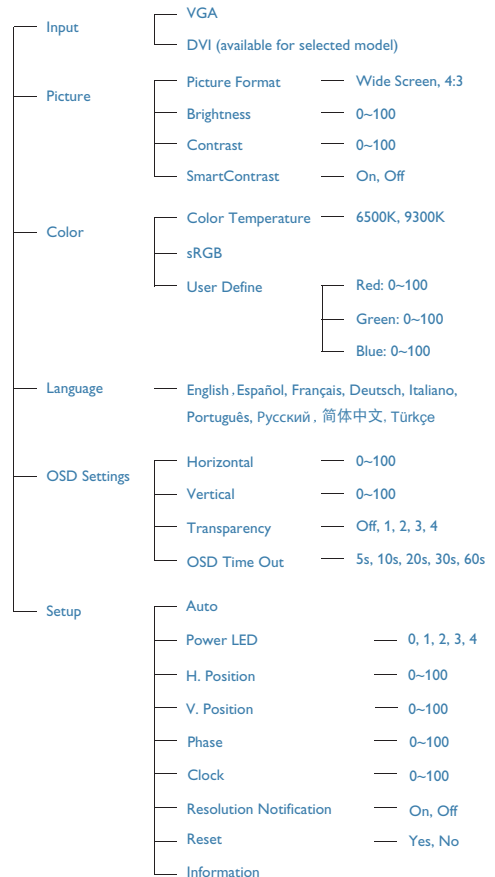 Input
VGA
DVI (available for selected model)
Picture
Picture Format Wide Screen, 4:3
Brightness 0~100
Contrast 0~100
SmartContrast On, Off
Color
Color Temperature 6500K, 9300K
sRGB
User Define Red: 0~100
Green: 0~100
Blue: 0~100
Language English, Español, Français, Deutsch, Italiano,
Português, Русский, 简体中文, Türkçe
OSD Settings
Horizontal 0~100
Vertical 0~100
Transparency Off, 1, 2, 3, 4
OSD Time Out 5s, 10s, 20s, 30s, 60s
Setup
Auto
Power LED 0, 1, 2, 3, 4
H. Position 0~100
V. Position 0~100
Phase 0~100
Clock 0~100
Resolution Notification On, Off
Reset Yes, No
Information